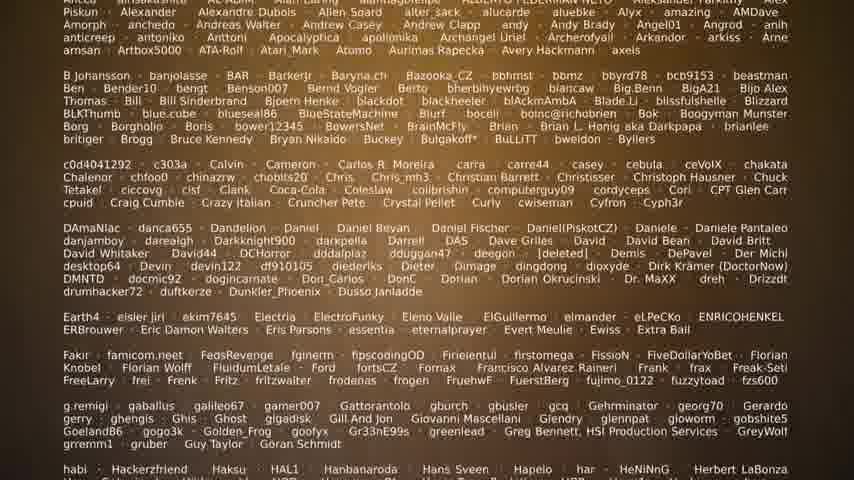 Piskun · Alexander · Alexandre Dubois · Allen Soard · alter_sack · alucarde · aluebke · Alyx · amazing · AMDave ·
Amorph · anchedo · Andreas Walter · Andrew Casey · Andrew Clapp · andy · Andy Brady · Angel01 · Angrod · anih
anticreep · antoniko · Anttoni · Apocalyptica · apollonika · Archangel Uriel · Archerofyail · Arkandor · arkiss · Arne
arnsan · Artbox5000 · ATA-Rolf · Atari_Mark · Atomo · Aurimas Rapecka · Avery Hackmann · axels
B Johansson · banjolasse · BAR · BarkerJr · Baryna.ch · Bazooka_CZ · bbhmst · bbmz · bbyrd78 · bcb9153 · beastman
Ben · Bender10 · bengt · Benson007 · Bernd Vogler · Berto · bherbihyewrbg · biancaw · Big.Benn · BigA21 · Bijo Alex
Thomas · Bill · Bill Sinderbrand · Bjoern Henke · blackdot · blackheeler · blAckAmbA · Blade.Li · blissfulshelle · Blizzard
BLKThumb · blue.cube · blueseal86 · BlueStateMachine · Blurf · boceli · boinc@richobrien · Bok · Boogyman Munster
Borg · Borgholio · Boris · bower12345 · BowersNet · BrainMcFly · Brian · Brian L. Honig aka Darkpapa · brianlee
britiger · Brogg · Bruce Kennedy · Bryan Nikaido · Buckey · Bulgakoff* · BuLLiTT · bweldon · Byllers
c0d4041292 · c303a · Calvin · Cameron · Carlos R. Moreira · carra · carre44 · casey · cebula · ceVoIX · chakata
Chalenor · chfoo0 · chinazrw · chobits20 · Chris · Chris_mh3 · Christian Barrett · Christisser · Christoph Hausner · Chuck
Tetakel · ciccovg · cisf · Clank · Coca-Cola · Coleslaw · colibrishin · computerguy09 · cordyceps · Cori · CPT Glen Carr
cpuid · Craig Cumbie · Crazy Italian · Cruncher Pete · Crystal Pellet · Curly · cwiseman · Cyfron · Cyph3r
DAmaNiac · danca655 · Dandelion · Daniel · Daniel Bevan · Daniel Fischer · Daniel(PiskotCZ) · Daniele · Daniele Pantaleo
danjamboy · darealgh · Darkknight900 · darkpella · Darrell · DAS · Dave Griles · David · David Bean · David Britt ·
David Whitaker · David44 · DCHorror · dddalpiaz · dduggan47 · deegon · [deleted] · Demis · DePavel · Der Michl
desktop64 · Devin · devin122 · df910105 · diederiks · Dieter · Dimage · dingdong · dioxyde · Dirk Krämer (DoctorNow)
DMNTD · docmic92 · dogincarnate · Don_Carlos · DonC · Dorian · Dorian Okrucinski · Dr. MaXX · dreh · Drizzdt
drumhacker72 · duftkerze · Dunkler_Phoenix · Dusso Janladde
Earth4 · eisler jiri · ekim7645 · Electria · ElectroFunky · Eleno Valle · ElGuillermo · elmander · eLPeCKo · ENRICOHENKEL
ERBrouwer · Eric Damon Walters · Eris Parsons · essentia · eternalprayer · Evert Meulie · Ewiss · Extra Ball
Fakir · famicom.neet · FedsRevenge · fginerm · fipscodingOD · Firielentul · firstomega · FissioN · FiveDollarYoBet · Florian
Knobel · Florian Wolff · FluidumLetale · Ford · fortsCZ · Fornax · Francisco Alvarez Raineri · Frank · frax · Freak-Seti
FreeLarry · frei · Frenk · Fritz · fritzwalter · frodenas · frogen · FruehwF · FuerstBerg · fujimo_0122 · fuzzytoad · fzs600
g.remigi · gaballus · galileo67 · gamer007 · Gattorantolo · gburch · gbusler · gcq · Gehrminator · georg70 · Gerardo
gerry · ghengis · Ghis · Ghost · gigadisk · Gill And Jon · Giovanni Mascellani · Glendry · glennpat · gloworm · gobshite5
Goeland86 · gogo3k · Golden_Frog · goofyx · Gr33nE99s · greenlead · Greg Bennett, HSI Production Services · GreyWolf
grremm1 · gruber · Guy Taylor · Göran Schmidt
habi · Hackerzfriend · Haksu · HAL1 · Hanbanaroda · Hans Sveen · Hapelo · har · HeNiNnG · Herbert LaBonza